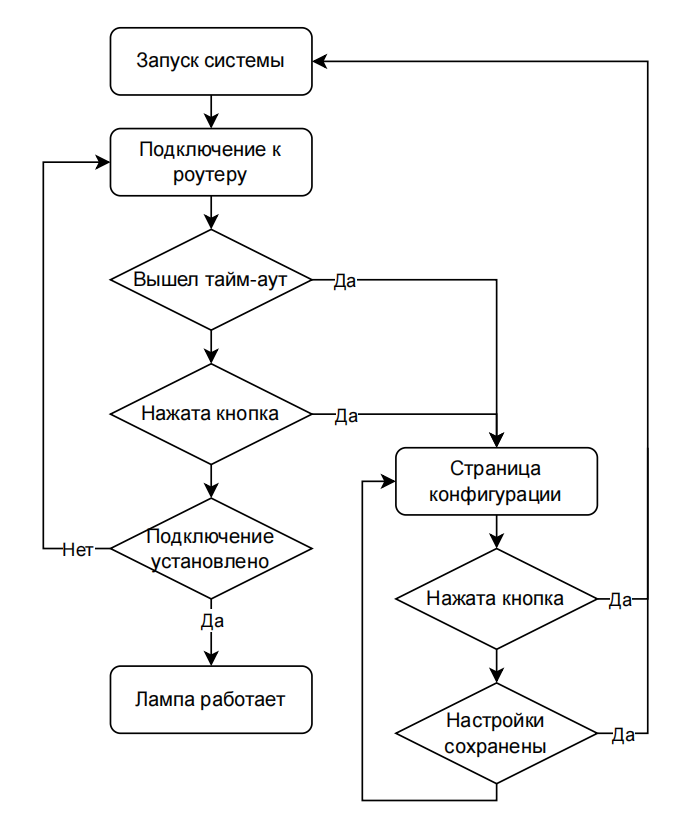 Запуск системы
Подключение к
роутеру
Вышел тайм-аут
Да
Нажата кнопка
Да
Подключение
установлено
Нет
Да
Лампа работает
Страница
конфигурации
Нажата кнопка
Да
Настройки
сохранены
Да